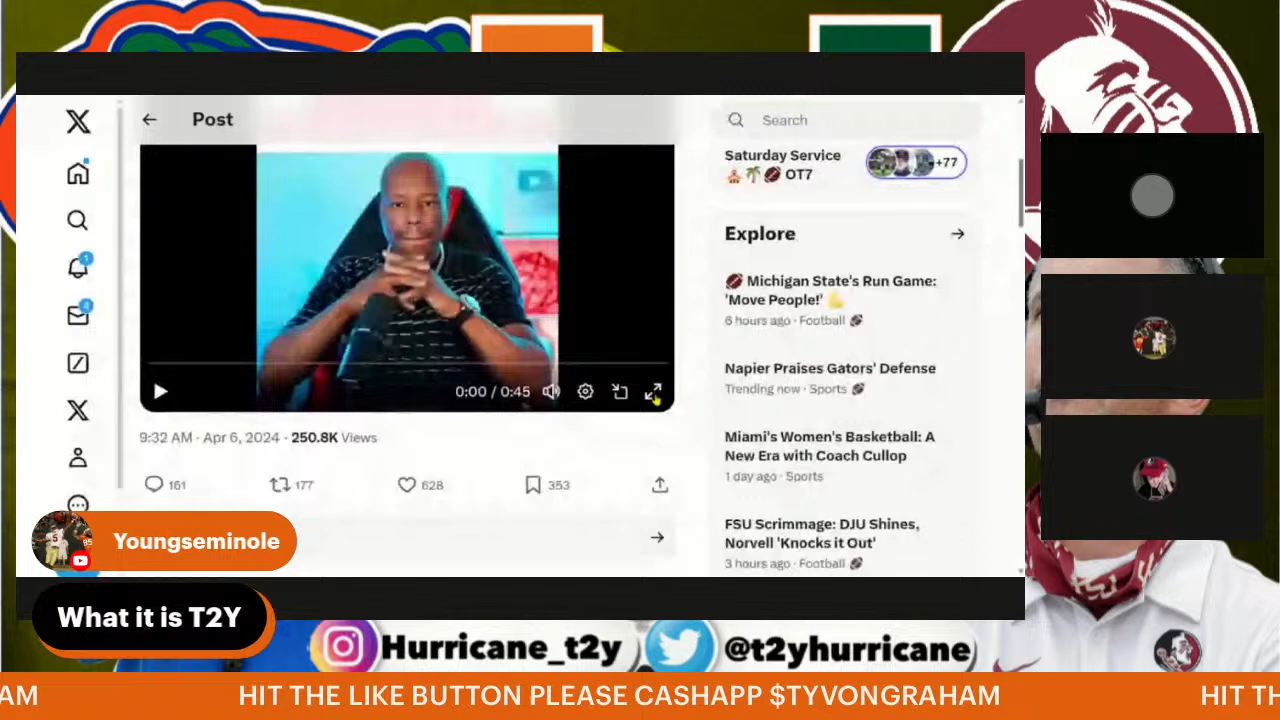 Post
Search
Saturday Service
OT7
+77
Explore
Michigan State's Run Game:
'Move People!'
6 hours ago · Football
Napier Praises Gators' Defense
Trending now · Sports
Miami's Women's Basketball: A
New Era with Coach Cullop
1 day ago · Sports
FSU Scrimmage: DJU Shines,
Norvell 'Knocks it Out'
3 hours ago · Football
0:00 / 0:45
9:32 AM · Apr 6, 2024 · 250.8K Views
161
177
628
353
Youngseminole
What it is T2Y
Hurricane_t2y
@t2yhurricane
AM HIT THE LIKE BUTTON PLEASE CASHAPP $TYVONGRAHAM HIT TH